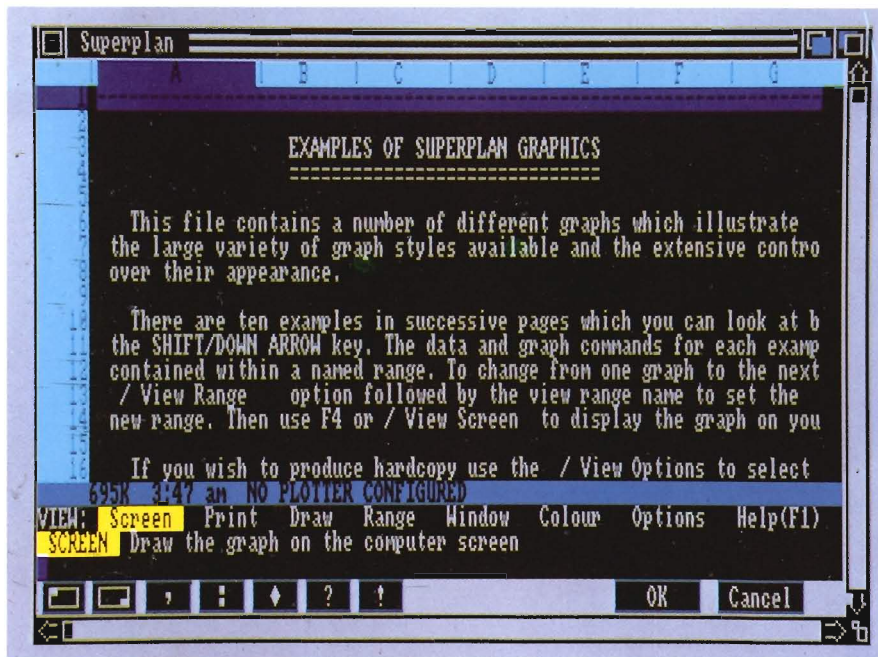 Superplan
A B C D E F G
EXAMPLES OF SUPERPLAN GRAPHICS
==============================
This file contains a number of different graphs which illustrate
the large variety of graph styles available and the extensive contro
over their appearance.
There are ten examples in successive pages which you can look at b
the SHIFT/DOWN ARROW key. The data and graph commands for each examp
contained within a named range. To change from one graph to the next
/ View Range option followed by the view range name to set the
new range. Then use F4 or / View Screen to display the graph on you
If you wish to produce hardcopy use the / View Options to select
695K 3:47 am NO PLOTTER CONFIGURED
VIEW: Screen Print Draw Range Window Colour Options Help(F1)
SCREEN Draw the graph on the computer screen
, : ♦ ? ! OK Cancel